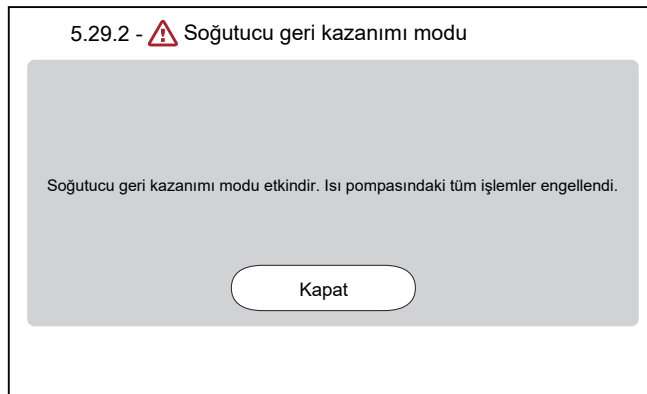 5.29.2 - Soğutucu geri kazanımı modu
Soğutucu geri kazanımı modu etkindir. Isı pompasındaki tüm işlemler engellendi.
Kapat